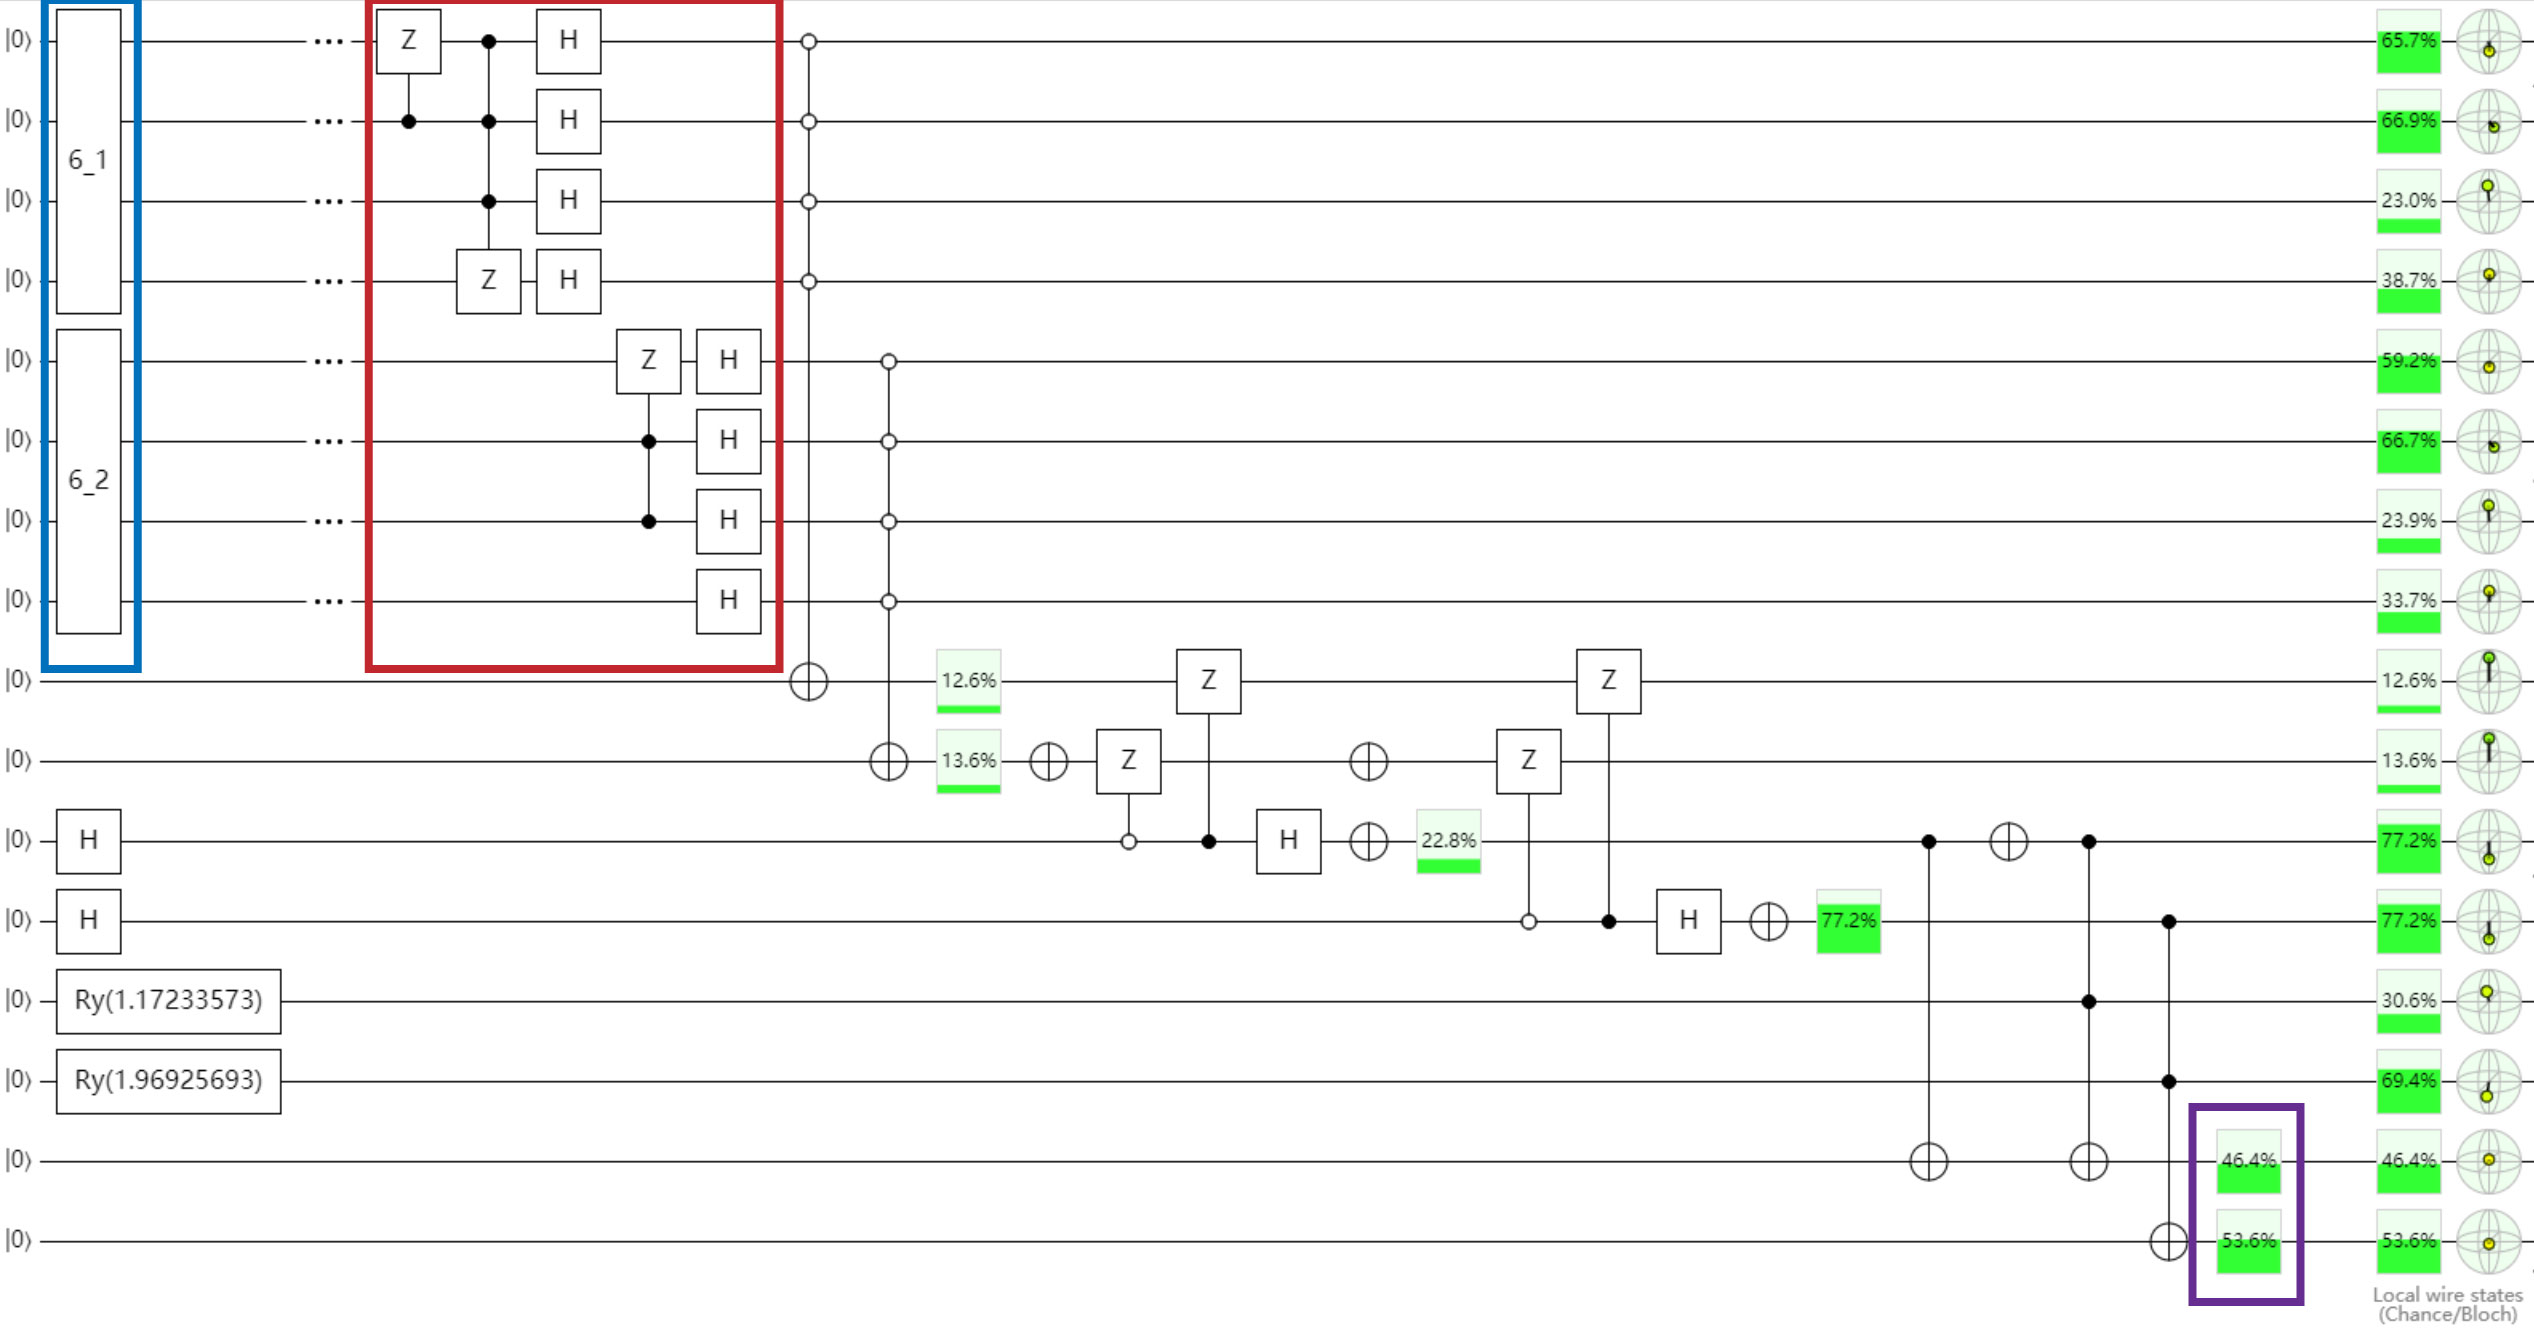 |0⟩ ... Z H 65.7%
|0⟩ ... H 66.9%
6_1
|0⟩ ... H 23.0%
|0⟩ ... Z H 38.7%
|0⟩ ... Z H 59.2%
|0⟩ ... H 66.7%
6_2
|0⟩ ... H 23.9%
|0⟩ ... H 33.7%
|0⟩ 12.6% Z Z 12.6%
|0⟩ 13.6% Z Z 13.6%
|0⟩ H H 22.8% 77.2%
|0⟩ H H 77.2% 77.2%
|0⟩ Ry(1.17233573) 30.6%
|0⟩ Ry(1.96925693) 69.4%
|0⟩ 46.4% 46.4%
|0⟩ 53.6% 53.6%
Local wire states
(Chance/Bloch)